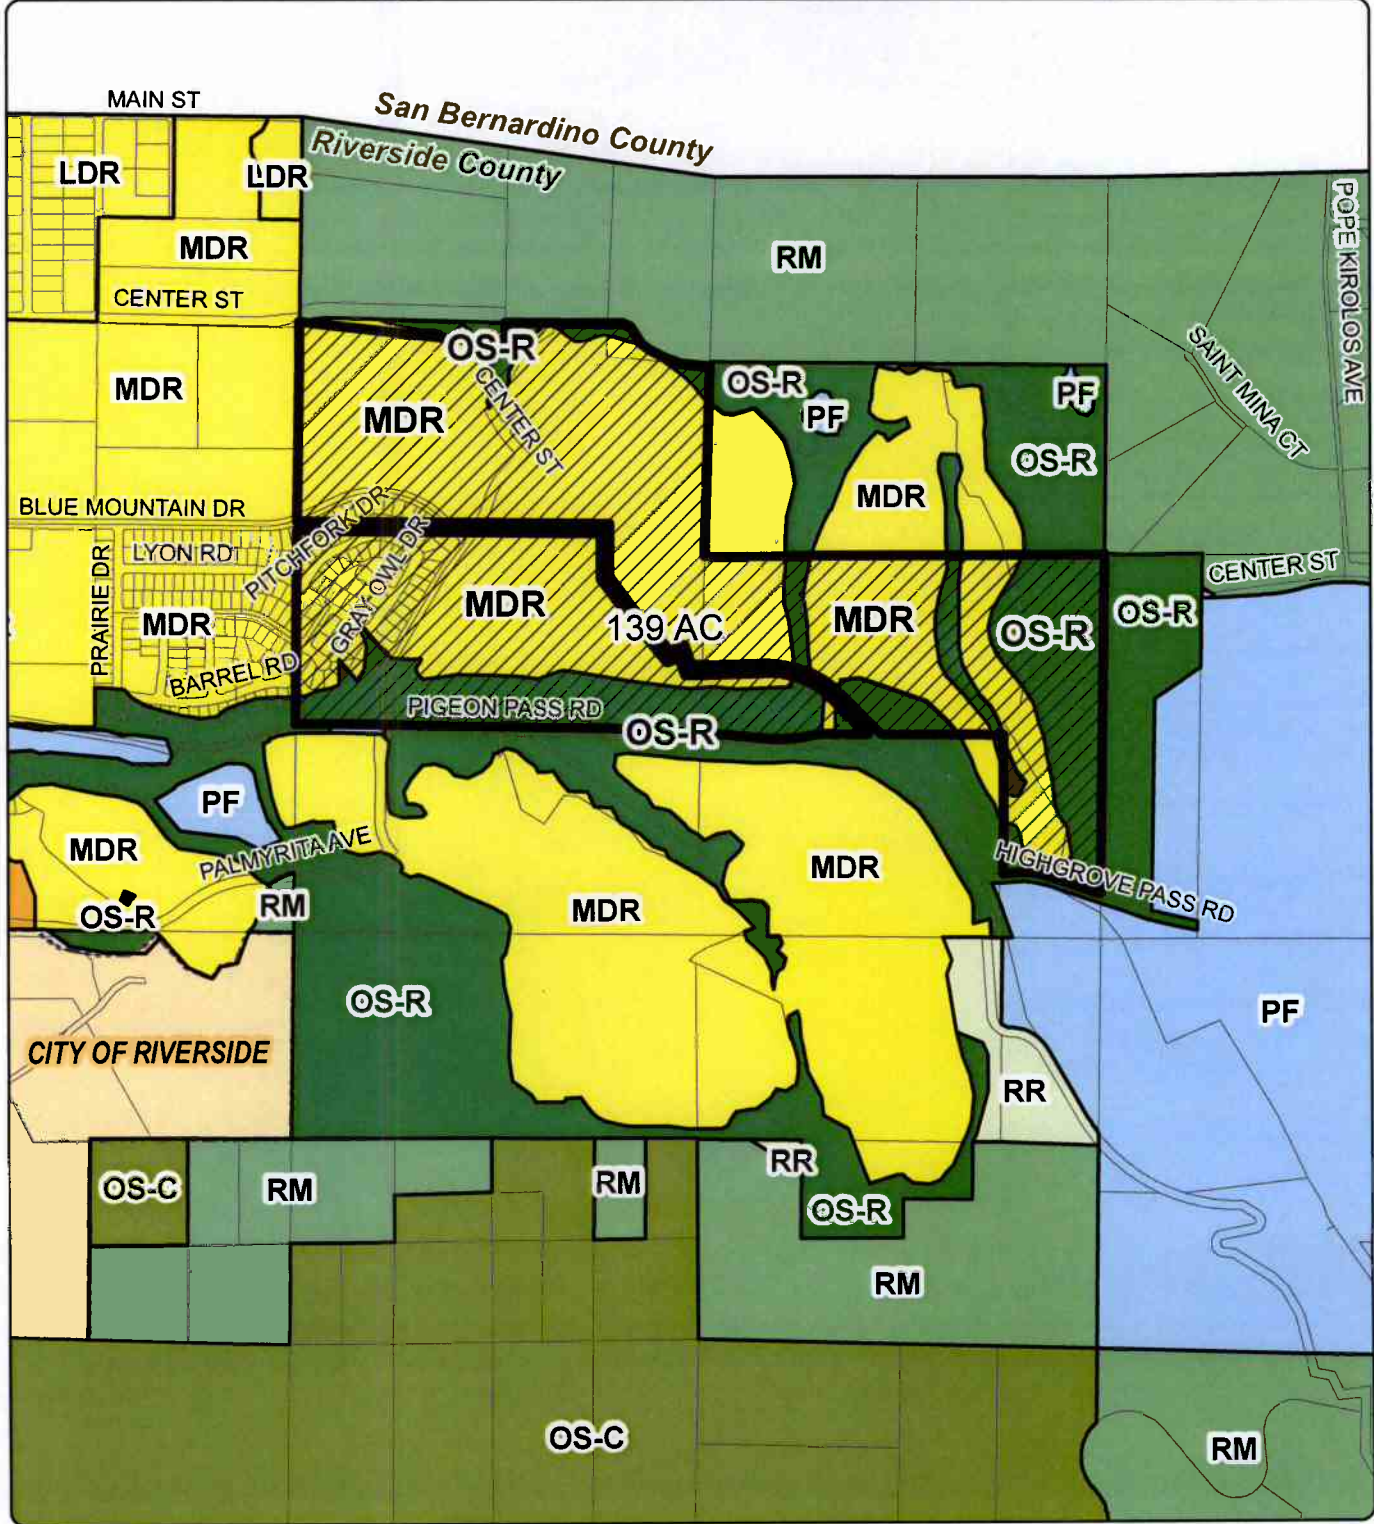 MAIN ST
San Bernardino County
Riverside County
LDR
LDR
MDR
RM
POPE KIROLOS AVE
CENTER ST
OS-R
SAINT MINA CT
MDR
OS-R
PF
PF
MDR
CENTER ST
OS-R
MDR
BLUE MOUNTAIN DR
LYON RD
PITCHFORK DR
GRAY OWL DR
PRAIRIE DR
MDR
MDR
139 AC
MDR
OS-R
OS-R
CENTER ST
BARREL RD
PIGEON PASS RD
OS-R
PF
MDR
PALMYRITA AVE
MDR
HIGHGROVE PASS RD
OS-R
RM
MDR
OS-R
PF
CITY OF RIVERSIDE
RR
OS-C
RM
RM
RR
OS-R
RM
OS-C
RM